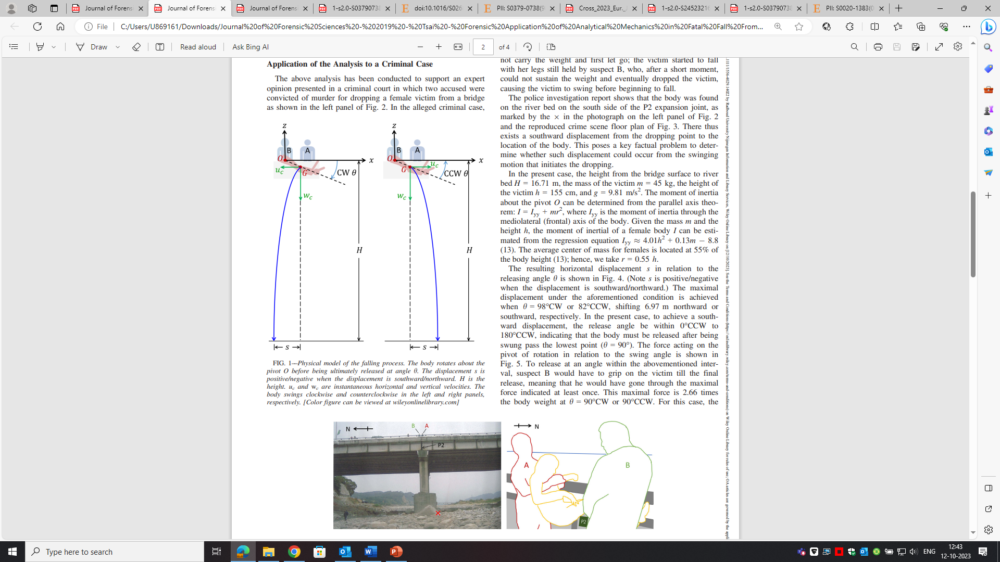 Journal of Forens
Journal of Forens
Journal of Forens
1-s2.0-S03790738
doi:10.1016/S026
PII: S0379-0738(9
Cross_2023_Eur._J
1-s2.0-S24523216
1-s2.0-S03790738
PII: S0020-1383(0
File
C:/Users/U869161/Downloads/Journal%20of%20Forensic%20Sciences%20-%202019%20-%20Tsai%20-%20Forensic%20Application%20of%20Analytical%20Mechanics%20in%20Fatal%20Fall%20From...
Draw
Read aloud
Ask Bing AI
2
of 4
Application of the Analysis to a Criminal Case
The above analysis has been conducted to support an expert
opinion presented in a criminal court in which two accused were
convicted of murder for dropping a female victim from a bridge
as shown in the left panel of Fig. 2. In the alleged criminal case,
z
B
A
O
x
u_c
G
CW θ
w_c
H
s
z
B
A
O
x
u_c
G
CCW θ
w_c
H
s
FIG. 1—Physical model of the falling process. The body rotates about the
pivot O before being ultimately released at angle θ. The displacement s is
positive/negative when the displacement is southward/northward. H is the
height. u_c and w_c are instantaneous horizontal and vertical velocities. The
body swings clockwise and counterclockwise in the left and right panels,
respectively. [Color figure can be viewed at wileyonlinelibrary.com]
not carry the weight and first let go; the victim started to fall
with her legs still held by suspect B, who, after a short moment,
could not sustain the weight and eventually dropped the victim,
causing the victim to swing before beginning to fall.
The police investigation report shows that the body was found
on the river bed on the south side of the P2 expansion joint, as
marked by the × in the photograph on the left panel of Fig. 2
and the reproduced crime scene floor plan of Fig. 3. There thus
exists a southward displacement from the dropping point to the
location of the body. This poses a key factual problem to deter-
mine whether such displacement could occur from the swinging
motion that initiates the dropping.
In the present case, the height from the bridge surface to river
bed H = 16.71 m, the mass of the victim m = 45 kg, the height of
the victim h = 155 cm, and g = 9.81 m/s². The moment of inertia
about the pivot O can be determined from the parallel axis theo-
rem: I = I_yy + mr², where I_yy is the moment of inertia through the
mediolateral (frontal) axis of the body. Given the mass m and the
height h, the moment of inertial of a female body I can be esti-
mated from the regression equation I_yy ≈ 4.01h² + 0.13m − 8.8
(13). The average center of mass for females is located at 55% of
the body height (13); hence, we take r = 0.55 h.
The resulting horizontal displacement s in relation to the
releasing angle θ is shown in Fig. 4. (Note s is positive/negative
when the displacement is southward/northward.) The maximal
displacement under the aforementioned condition is achieved
when θ = 98°CW or 82°CCW, shifting 6.97 m northward or
southward, respectively. In the present case, to achieve a south-
ward displacement, the release angle be within 0°CCW to
180°CCW, indicating that the body must be released after being
swung pass the lowest point (θ = 90°). The force acting on the
pivot of rotation in relation to the swing angle is shown in
Fig. 5. To release at an angle within the abovementioned inter-
val, suspect B would have to grip on the victim till the final
release, meaning that he would have gone through the maximal
force indicated at least once. This maximal force is 2.66 times
the body weight at θ = 90°CW or 90°CCW. For this case, the
N
B
A
P2
N
A
B
P2
.1111/1556-4029.14022 by Radboud University Nijmegen Information and Library Services, Wiley Online Library on [12/10/2023]. See the Terms and Conditions (https://onlinelibrary.wiley.com/terms-and-conditions) on Wiley Online Library for rules of use; OA articles are governed by the appli
Type here to search
ENG
12:43
12-10-2023